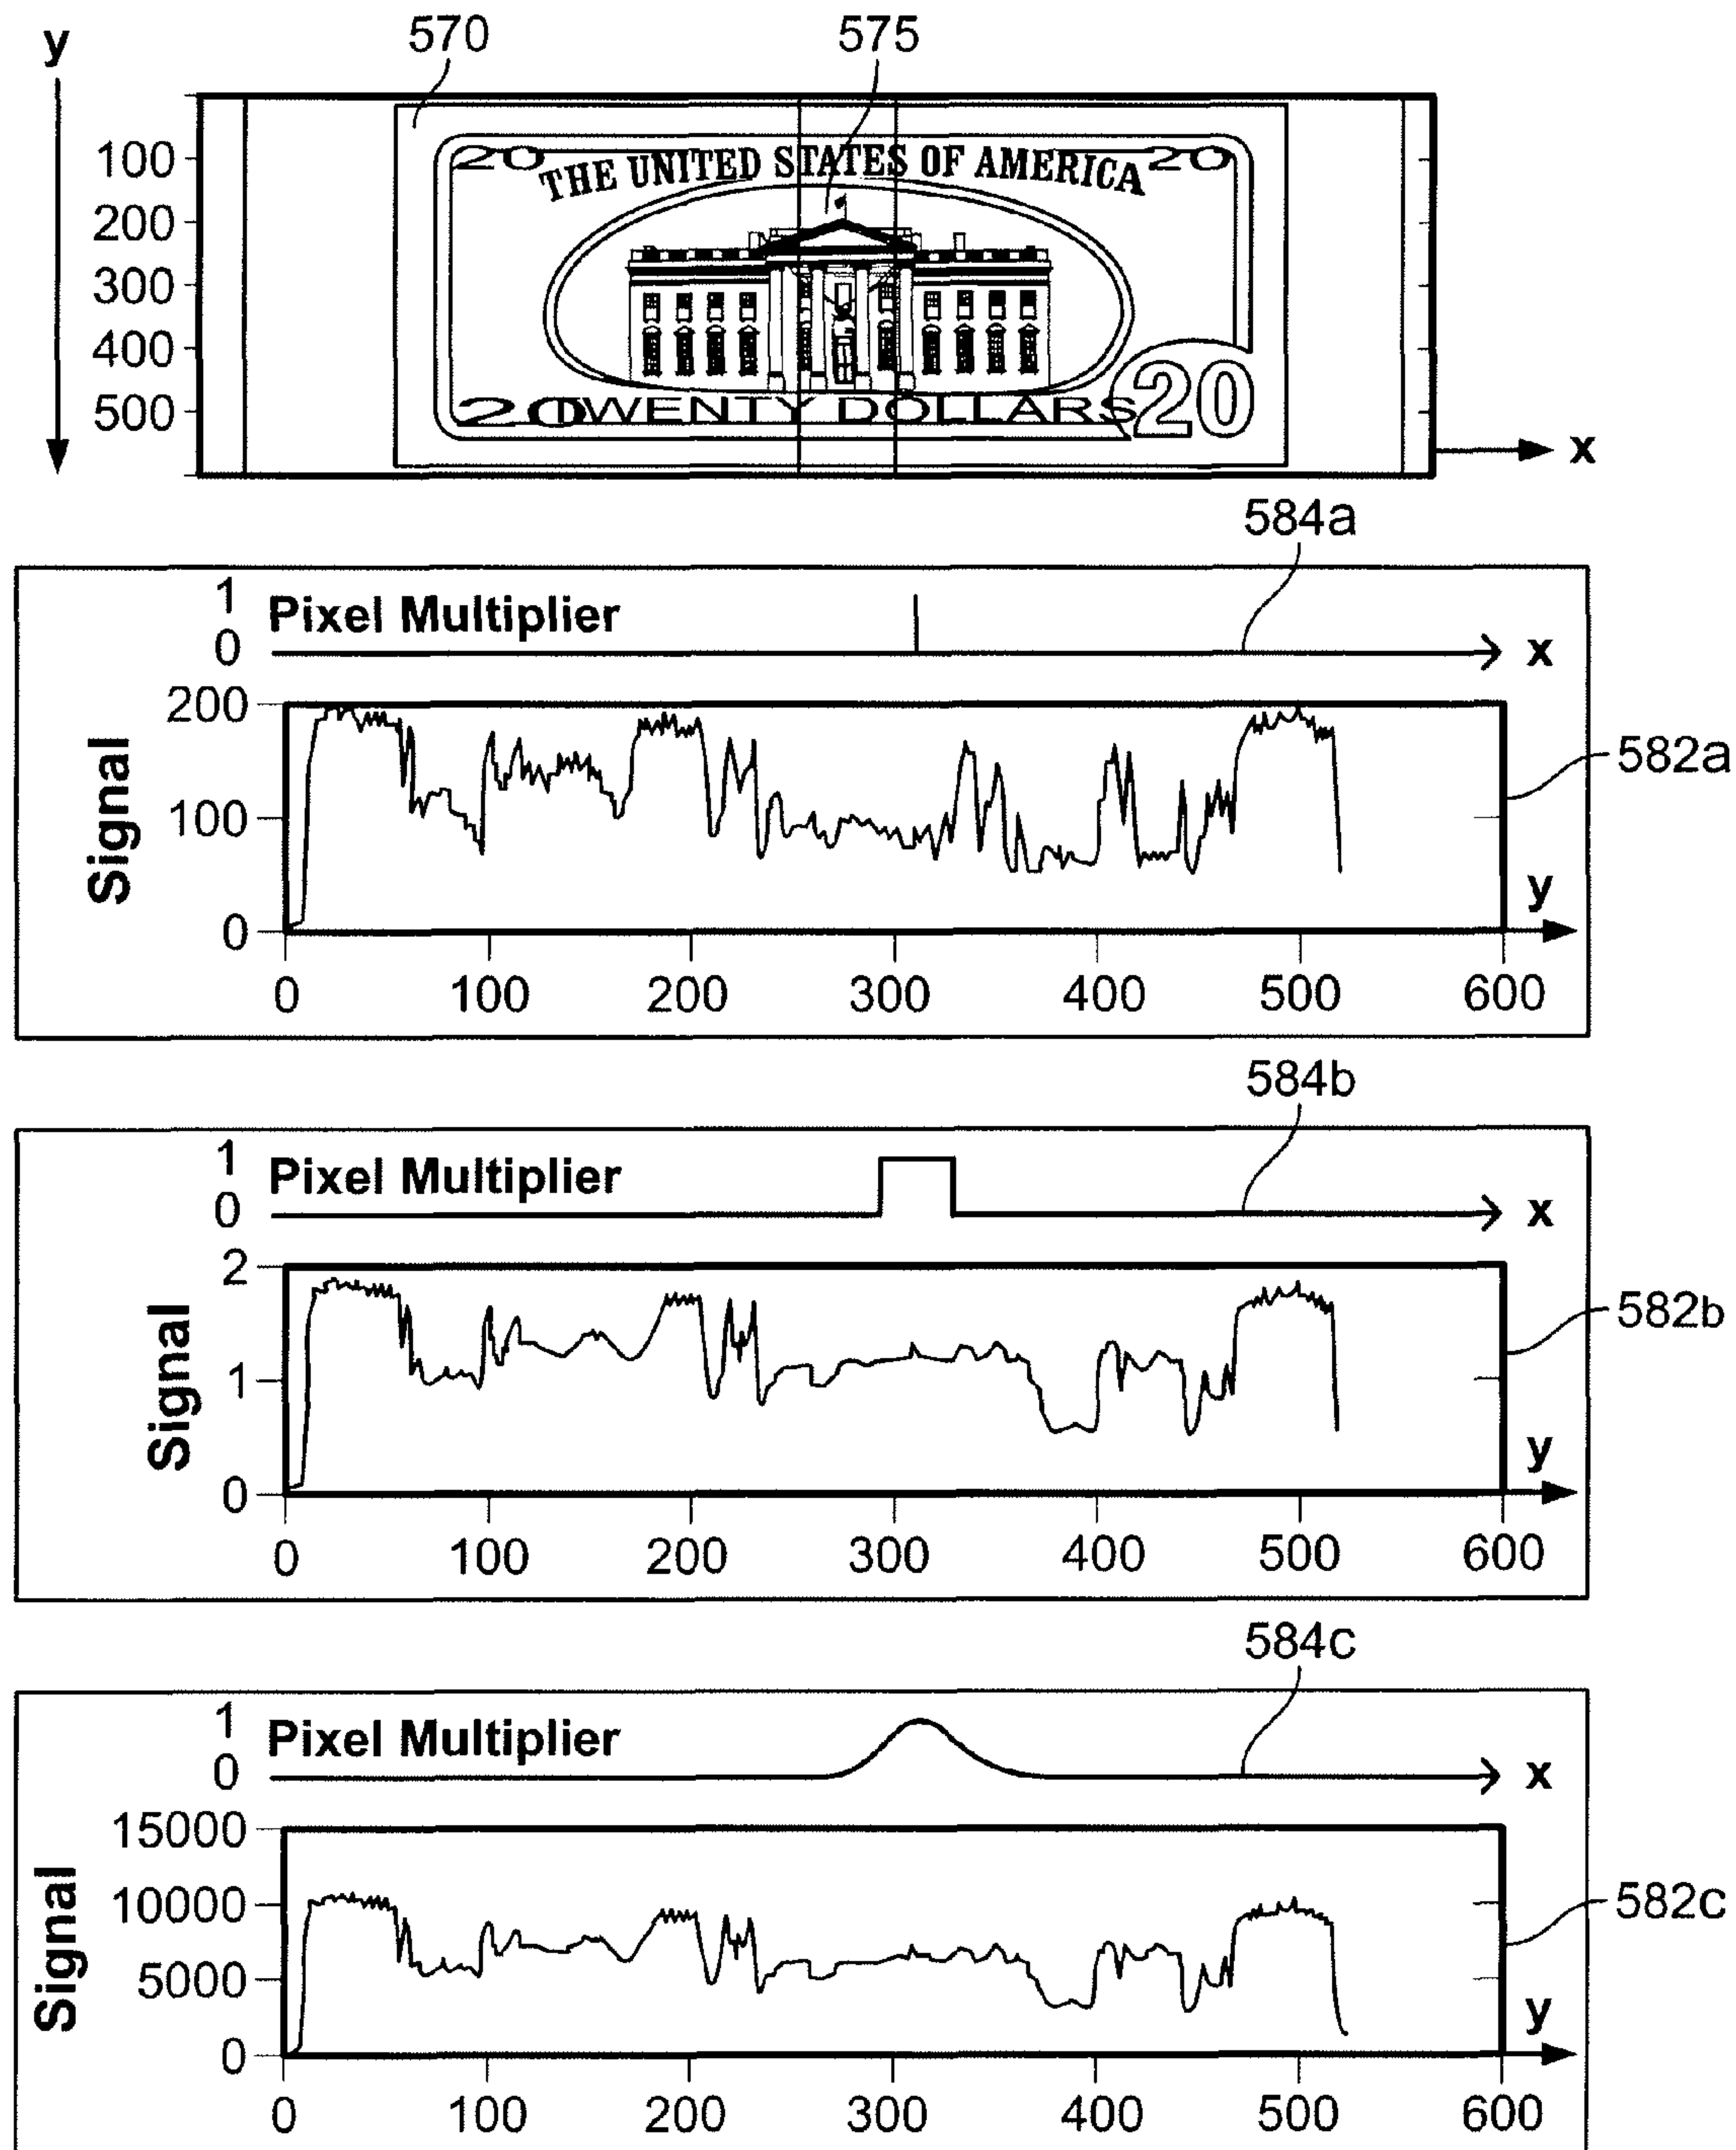 y
570
575
100
200
300
400
500
20
THE UNITED STATES OF AMERICA
20
20
TWENTY DOLLARS
20
x
584a
1
0
Pixel Multiplier
x
200
100
0
Signal
582a
y
0 100 200 300 400 500 600
584b
1
0
Pixel Multiplier
x
2
1
0
Signal
582b
y
0 100 200 300 400 500 600
584c
1
0
Pixel Multiplier
x
15000
10000
5000
0
Signal
582c
y
0 100 200 300 400 500 600